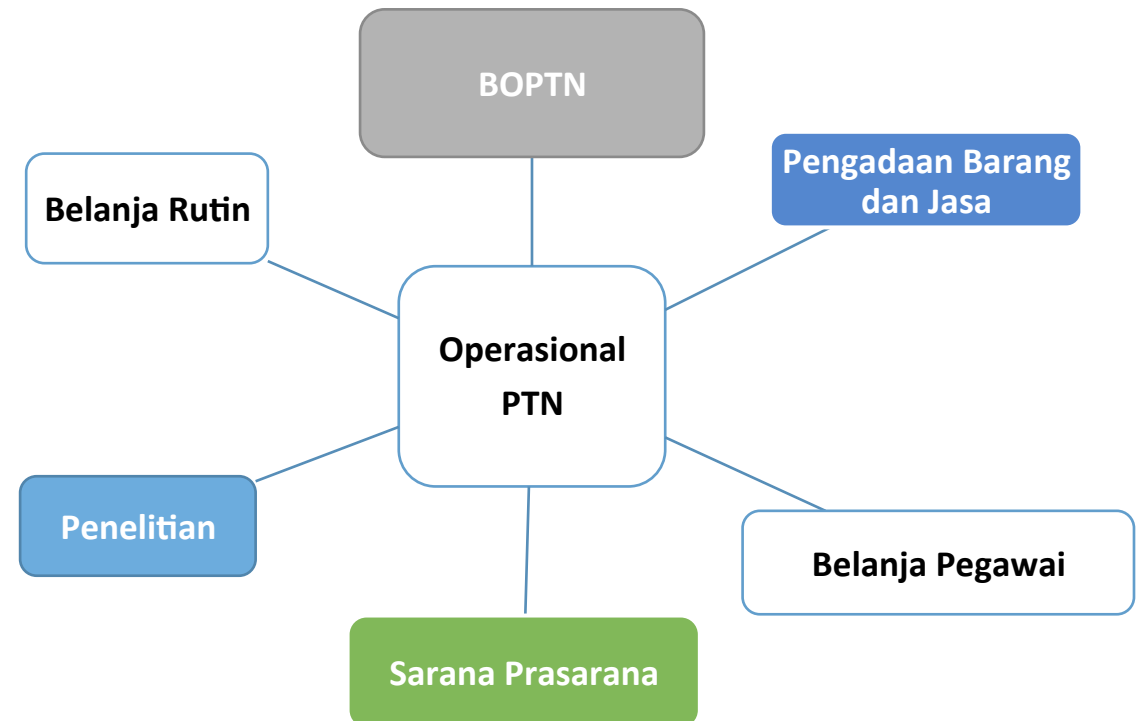 BOPTN
Pengadaan Barang
dan Jasa
Belanja Rutin
Operasional
PTN
Penelitian
Belanja Pegawai
Sarana Prasarana